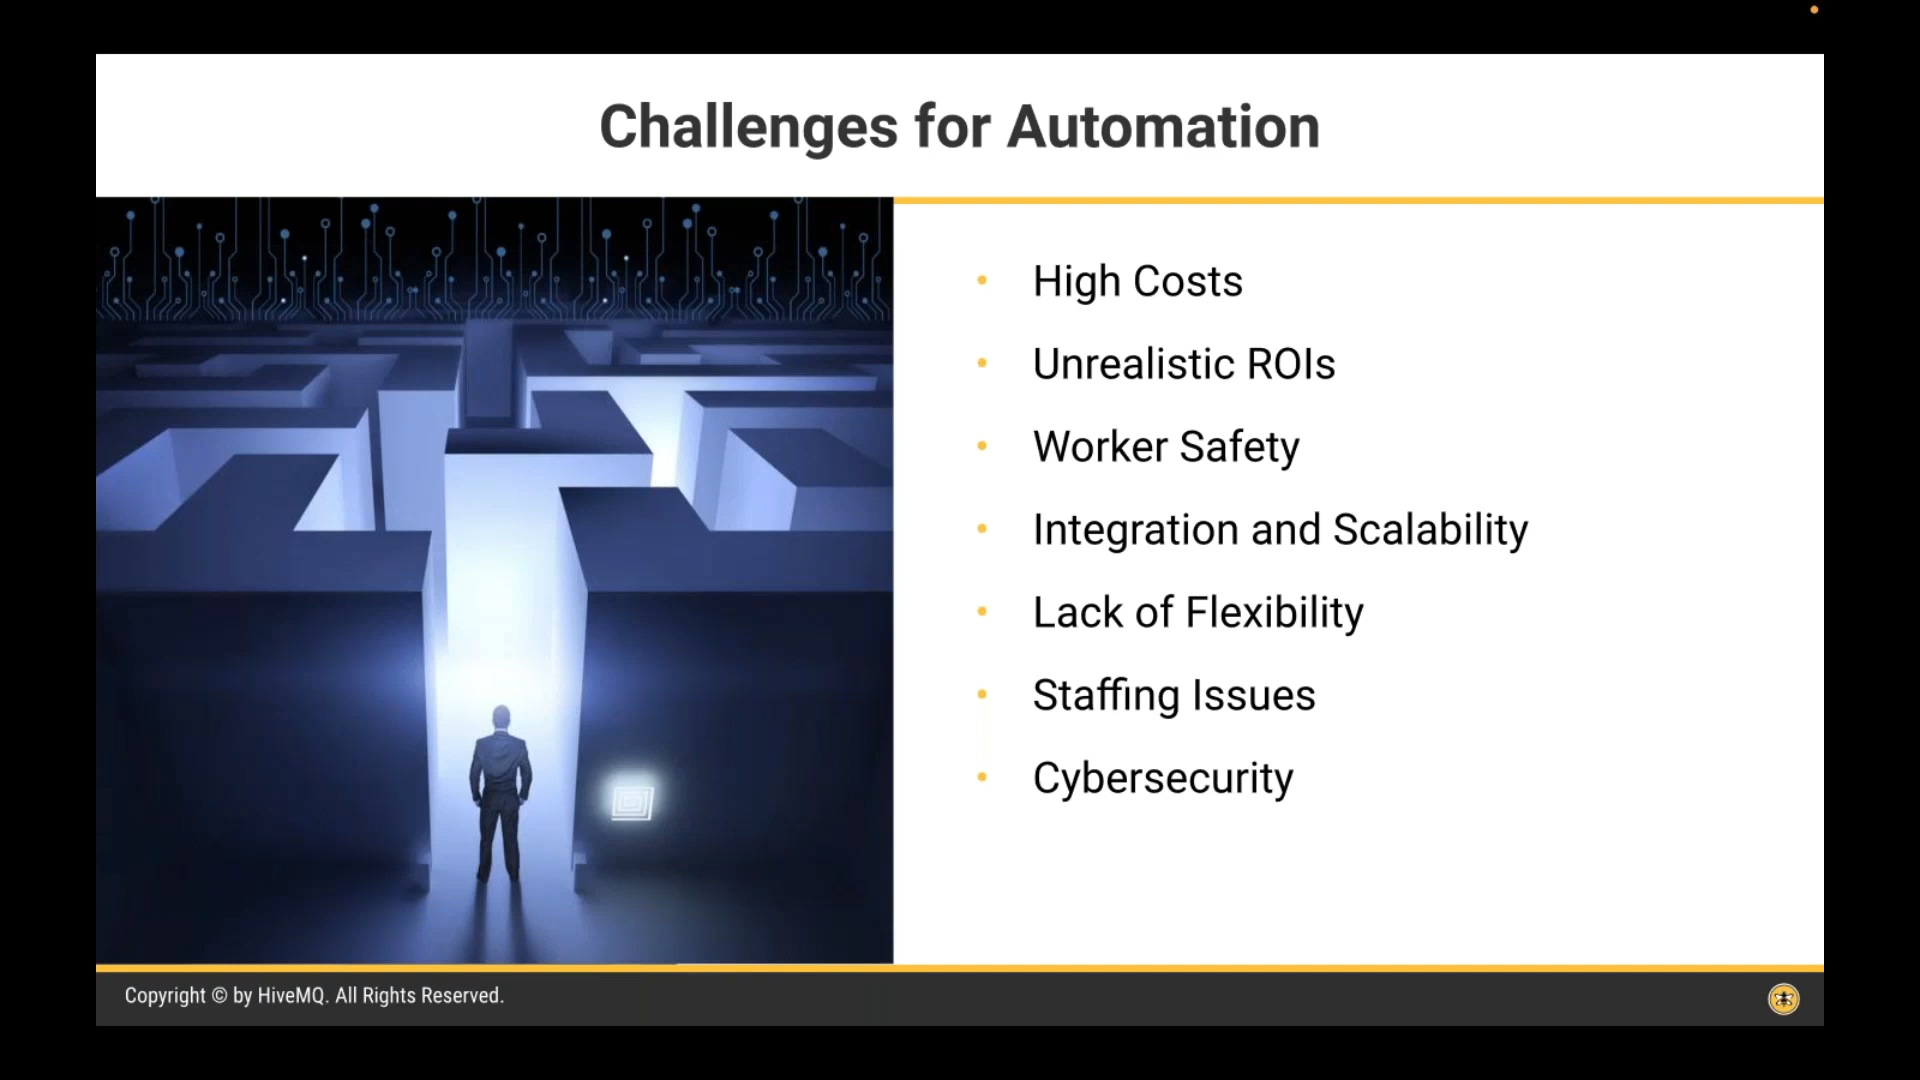 Challenges for Automation
High Costs
Unrealistic ROIs
Worker Safety
Integration and Scalability
Lack of Flexibility
Staffing Issues
Cybersecurity
Copyright © by HiveMQ. All Rights Reserved.